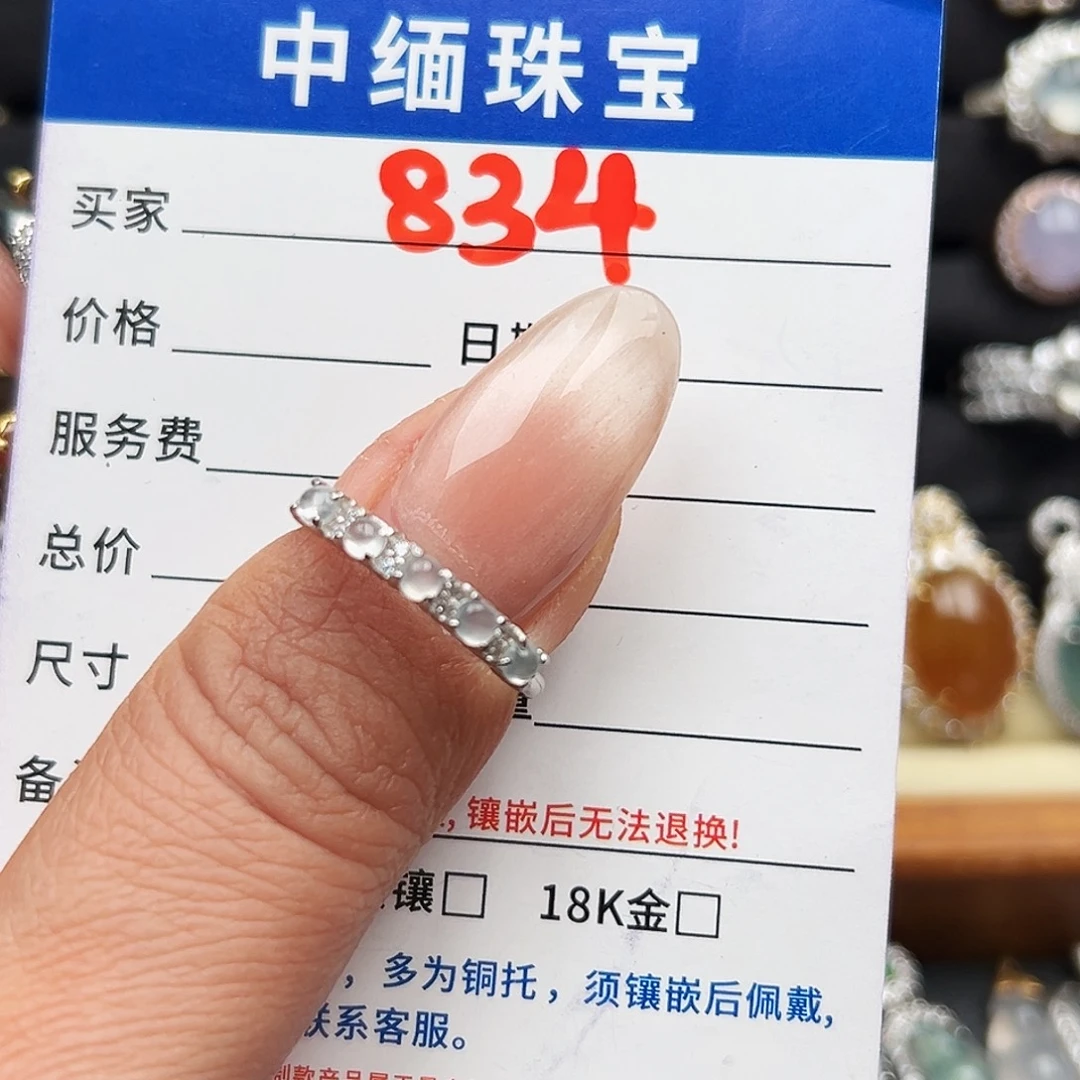 中缅珠宝
买家 834
价格 日
服务费
总价
尺寸
备
, 镶嵌后无法退换!
镶□ 18K金□
, 多为铜托, 须镶嵌后佩戴,
联系客服。